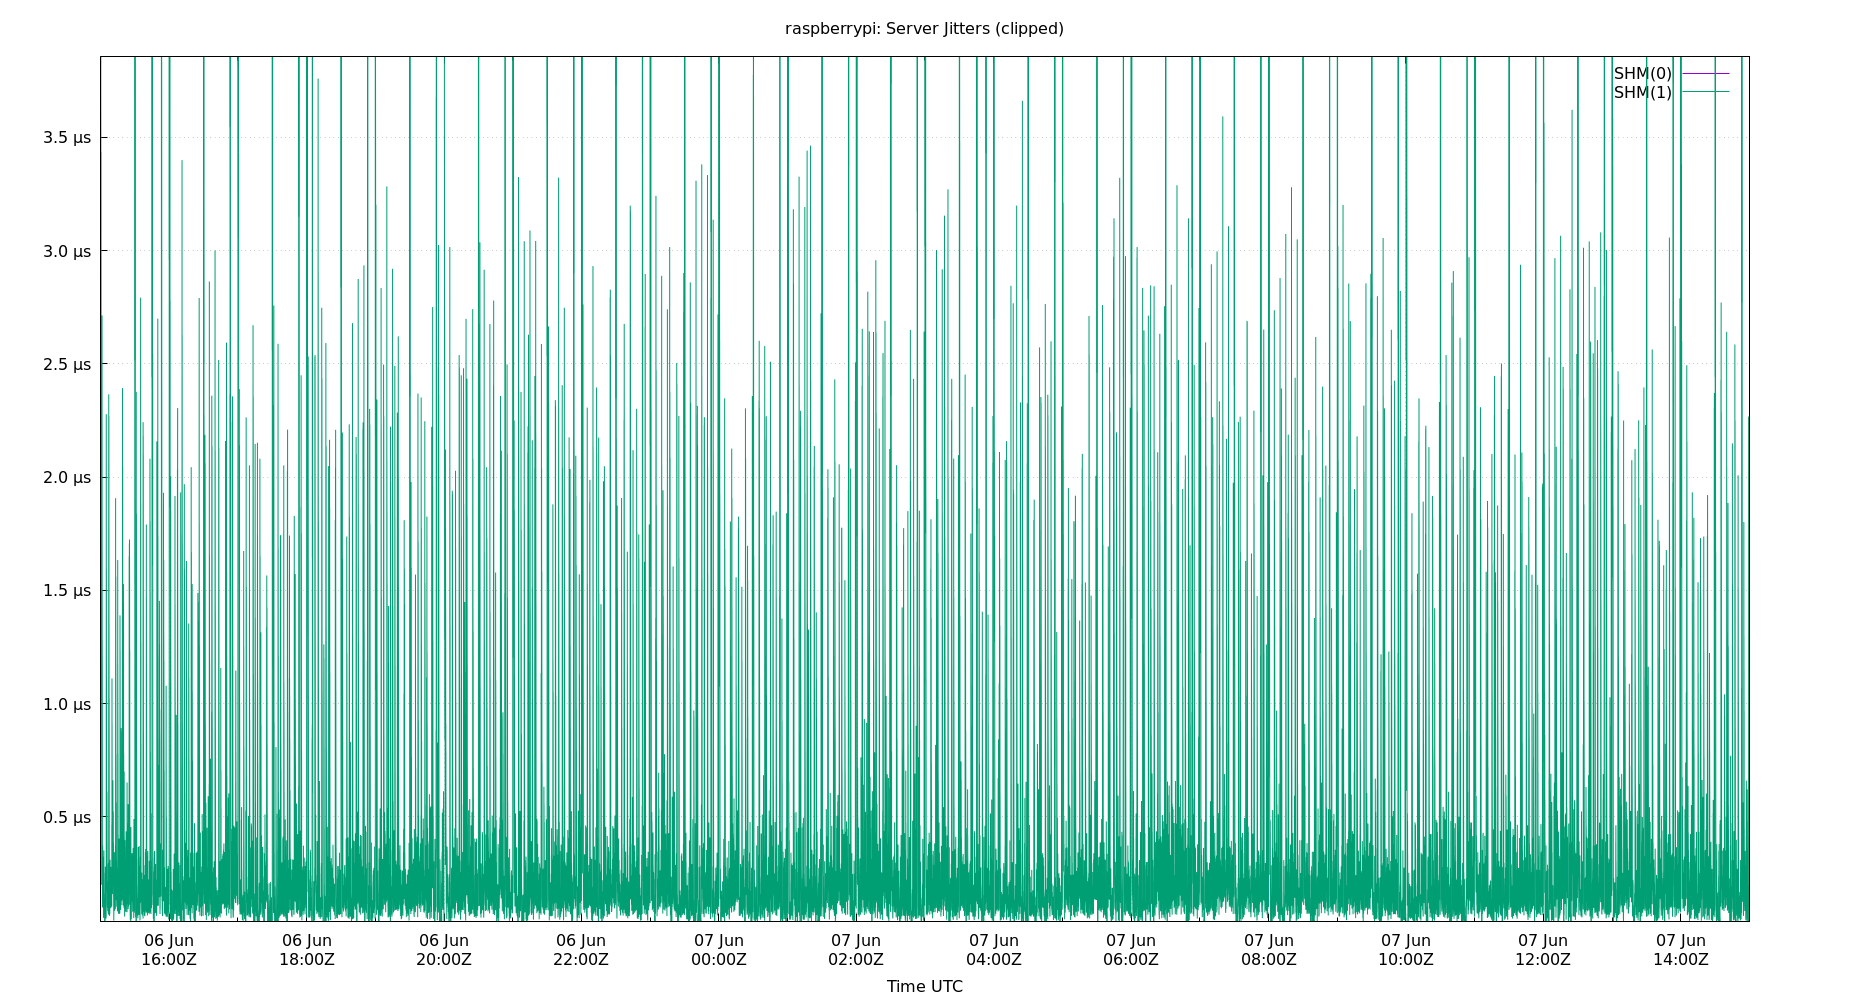 raspberrypi: Server Jitters (clipped)
SHM(0)
SHM(1)
3.5 μs
3.0 μs
2.5 μs
2.0 μs
1.5 μs
1.0 μs
0.5 μs
06 Jun 06 Jun 06 Jun 06 Jun 07 Jun 07 Jun 07 Jun 07 Jun 07 Jun 07 Jun 07 Jun 07 Jun
16:00Z 18:00Z 20:00Z 22:00Z 00:00Z 02:00Z 04:00Z 06:00Z 08:00Z 10:00Z 12:00Z 14:00Z
Time UTC